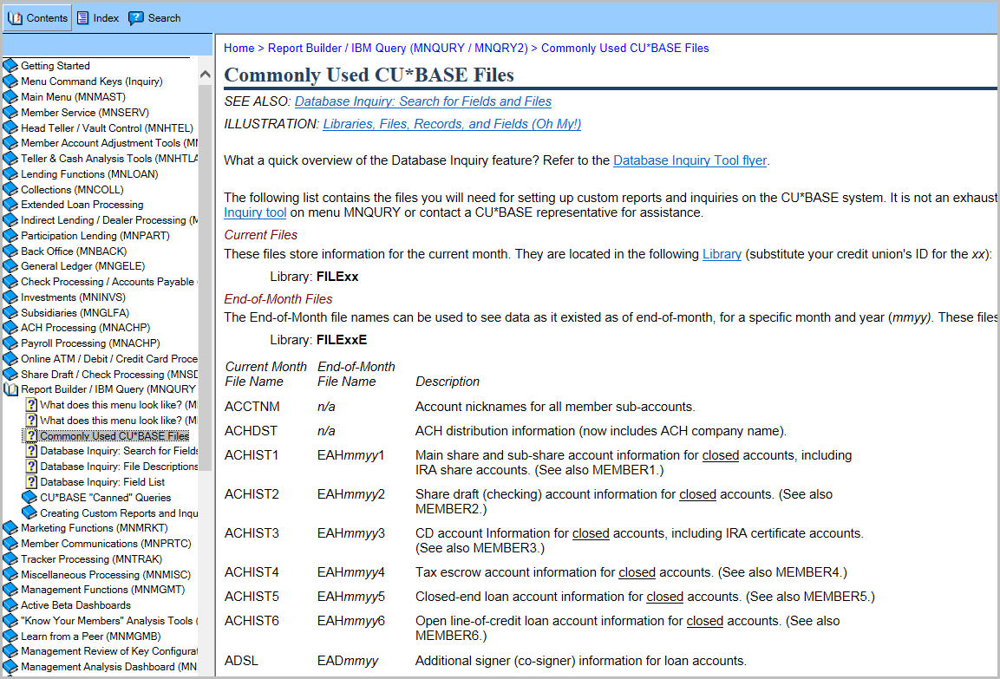 Contents Index Search
Getting Started
Menu Command Keys (Inquiry)
Main Menu (MNMAST)
Member Service (MNSERV)
Head Teller / Vault Control (MNHTEL)
Member Account Adjustment Tools (MN
Teller & Cash Analysis Tools (MNHTLA
Lending Functions (MNLOAN)
Collections (MNCOLL)
Extended Loan Processing
Indirect Lending / Dealer Processing (M
Participation Lending (MNPART)
Back Office (MNBACK)
General Ledger (MNGELE)
Check Processing / Accounts Payable (
Investments (MNINVS)
Subsidiaries (MNGLFA)
ACH Processing (MNACHP)
Payroll Processing (MNACHP)
Online ATM / Debit / Credit Card Proce
Share Draft / Check Processing (MNSD
Report Builder / IBM Query (MNQURY
What does this menu look like? (M
What does this menu look like? (M
Commonly Used CU*BASE Files
Database Inquiry: Search for Fields
Database Inquiry: File Descriptions
Database Inquiry: Field List
CU*BASE "Canned" Queries
Creating Custom Reports and Inqu
Marketing Functions (MNMRKT)
Member Communications (MNPRTC)
Tracker Processing (MNTRAK)
Miscellaneous Processing (MNMISC)
Management Functions (MNMGMT)
Active Beta Dashboards
"Know Your Members" Analysis Tools (
Learn from a Peer (MNMGMB)
Management Review of Key Configurat
Management Analysis Dashboard (MN
Home > Report Builder / IBM Query (MNQURY / MNQRY2) > Commonly Used CU*BASE Files
Commonly Used CU*BASE Files
SEE ALSO: Database Inquiry: Search for Fields and Files
ILLUSTRATION: Libraries, Files, Records, and Fields (Oh My!)
What a quick overview of the Database Inquiry feature? Refer to the Database Inquiry Tool flyer.
The following list contains the files you will need for setting up custom reports and inquiries on the CU*BASE system. It is not an exhaust
Inquiry tool on menu MNQURY or contact a CU*BASE representative for assistance.
Current Files
These files store information for the current month. They are located in the following Library (substitute your credit union's ID for the xx):
Library: FILExx
End-of-Month Files
The End-of-Month file names can be used to see data as it existed as of end-of-month, for a specific month and year (mmyy). These files
Library: FILExxE
Current Month End-of-Month
File Name File Name Description
ACCTNM n/a Account nicknames for all member sub-accounts.
ACHDST n/a ACH distribution information (now includes ACH company name).
ACHIST1 EAHmmyy1 Main share and sub-share account information for closed accounts, including
IRA share accounts. (See also MEMBER1.)
ACHIST2 EAHmmyy2 Share draft (checking) account information for closed accounts. (See also
MEMBER2.)
ACHIST3 EAHmmyy3 CD account Information for closed accounts, including IRA certificate accounts.
(See also MEMBER3.)
ACHIST4 EAHmmyy4 Tax escrow account information for closed accounts. (See also MEMBER4.)
ACHIST5 EAHmmyy5 Closed-end loan account information for closed accounts. (See also MEMBER5.)
ACHIST6 EAHmmyy6 Open line-of-credit loan account information for closed accounts. (See also
MEMBER6.)
ADSL EADmmyy Additional signer (co-signer) information for loan accounts.